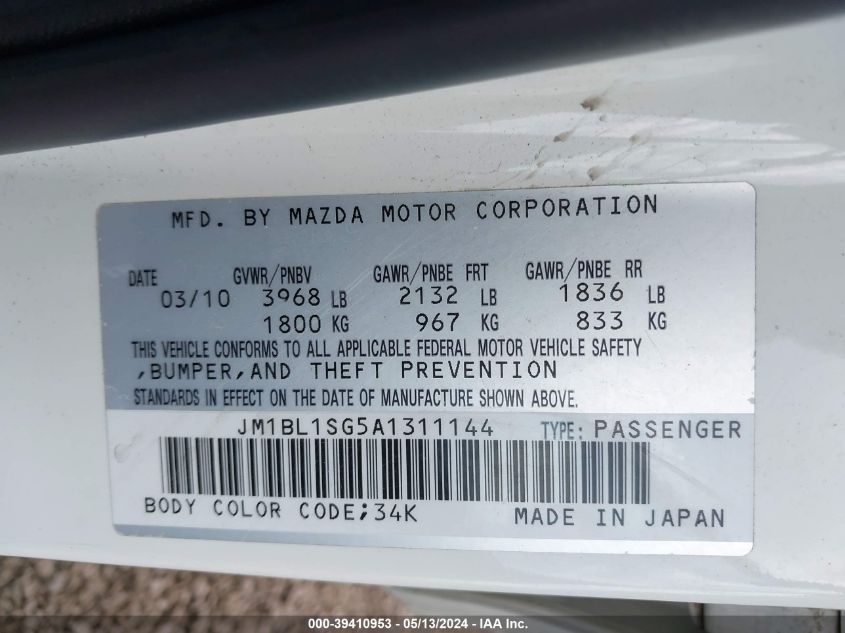 MFD. BY MAZDA MOTOR CORPORATION
DATE GVWR/PNBV GAWR/PNBE FRT GAWR/PNBE RR
03/10 3968 LB 2132 LB 1836 LB
1800 KG 967 KG 833 KG
THIS VEHICLE CONFORMS TO ALL APPLICABLE FEDERAL MOTOR VEHICLE SAFETY
,BUMPER,AND THEFT PREVENTION
STANDARDS IN EFFECT ON THE DATE OF MANUFACTURE SHOWN ABOVE.
JM1BL1SG5A1311144 TYPE: PASSENGER
BODY COLOR CODE;34K MADE IN JAPAN
000-39410953 - 05/13/2024 - IAA Inc.